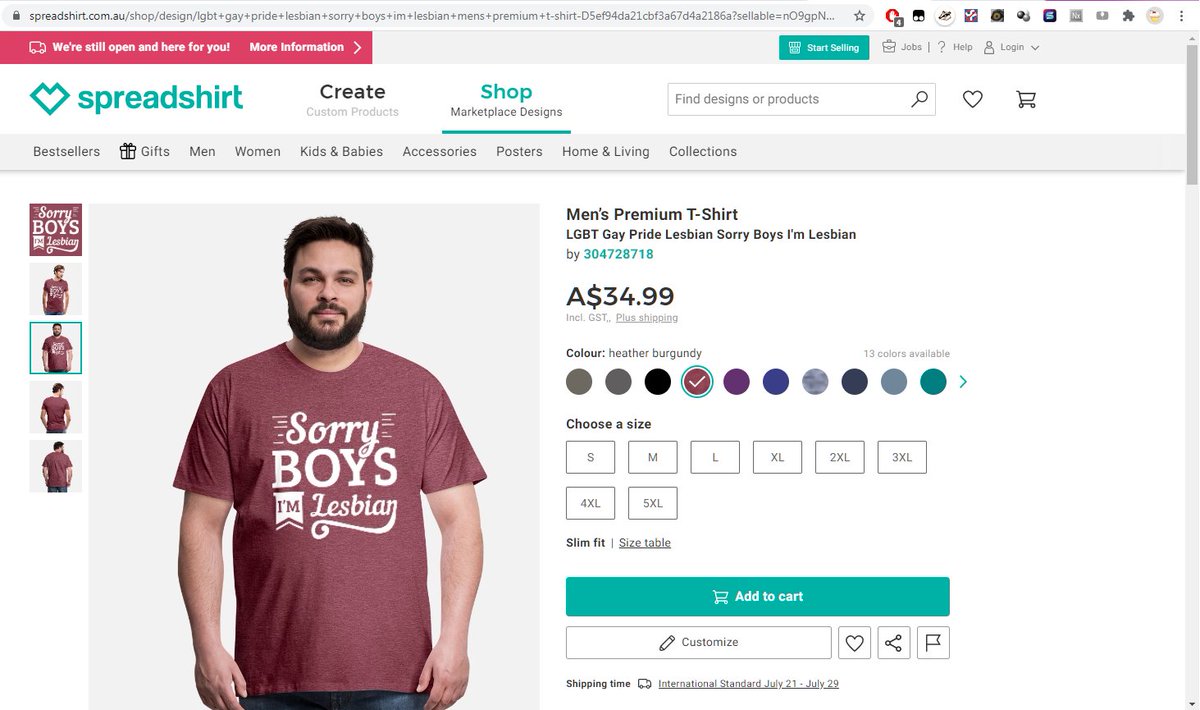 spreadshirt.com.au/shop/design/lgbt+gay+pride+lesbian+sorry+boys+im+lesbian+mens+premium+t-shirt-D5ef94da21cbf3a67d4a2186a?sellable=nO9gpN...
4
We're still open and here for you! More Information
Start Selling Jobs | Help Login
spreadshirt
Create Shop
Custom Products Marketplace Designs
Find designs or products
Bestsellers Gifts Men Women Kids & Babies Accessories Posters Home & Living Collections
Sorry
BOYS
I'M Lesbian
Sorry
BOYS
I'M Lesbian
Men's Premium T-Shirt
LGBT Gay Pride Lesbian Sorry Boys I'm Lesbian
by 304728718
A$34.99
Incl. GST,, Plus shipping
Colour: heather burgundy 13 colors available
Choose a size
S M L XL 2XL 3XL
4XL 5XL
Slim fit | Size table
Add to cart
Customize
Shipping time International Standard July 21 - July 29